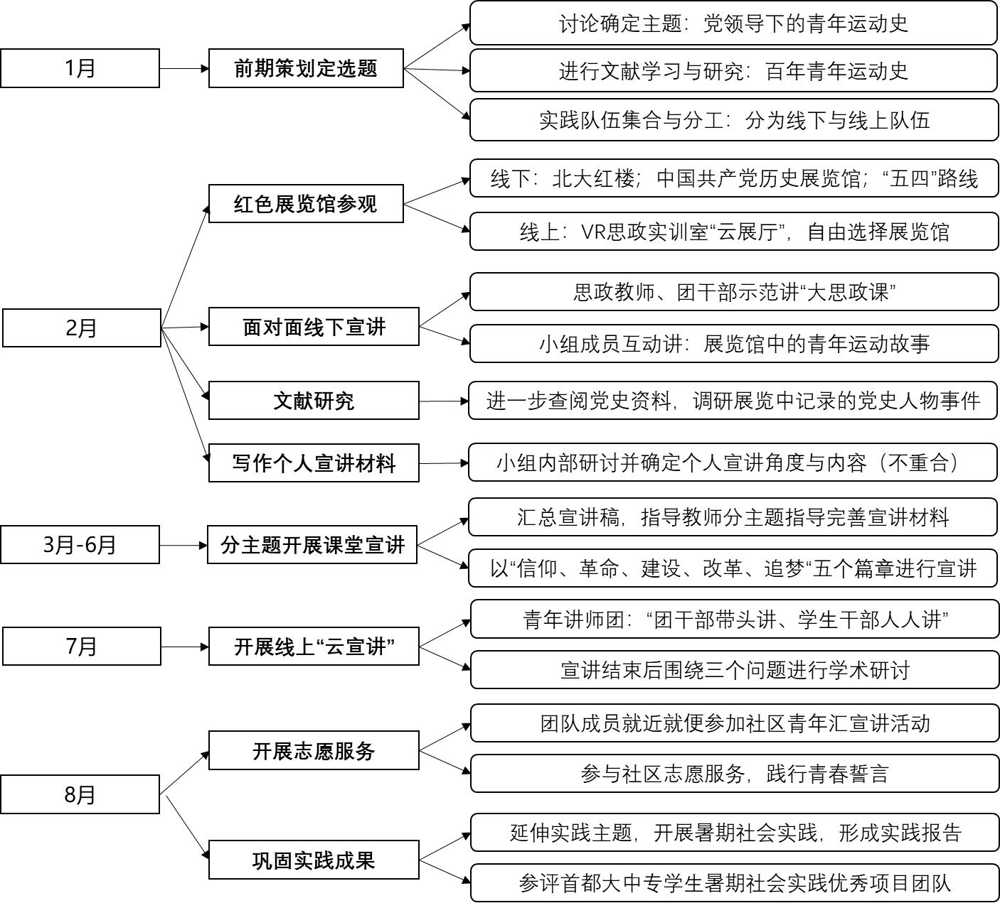 1月
前期策划定选题
讨论确定主题：党领导下的青年运动史
进行文献学习与研究：百年青年运动史
实践队伍集合与分工：分为线下与线上队伍
2月
红色展览馆参观
线下：北大红楼；中国共产党历史展览馆；“五四”路线
线上：VR思政实训室“云展厅”，自由选择展览馆
面对面线下宣讲
思政教师、团干部示范讲“大思政课”
小组成员互动讲：展览馆中的青年运动故事
文献研究
进一步查阅党史资料，调研展览中记录的党史人物事件
写作个人宣讲材料
小组内部研讨并确定个人宣讲角度与内容（不重合）
3月-6月
分主题开展课堂宣讲
汇总宣讲稿，指导教师分主题指导完善宣讲材料
以“信仰、革命、建设、改革、追梦“五个篇章进行宣讲
7月
开展线上“云宣讲”
青年讲师团：“团干部带头讲、学生干部人人讲”
宣讲结束后围绕三个问题进行学术研讨
8月
开展志愿服务
团队成员就近就便参加社区青年汇宣讲活动
参与社区志愿服务，践行青春誓言
巩固实践成果
延伸实践主题，开展暑期社会实践，形成实践报告
参评首都大中专学生暑期社会实践优秀项目团队